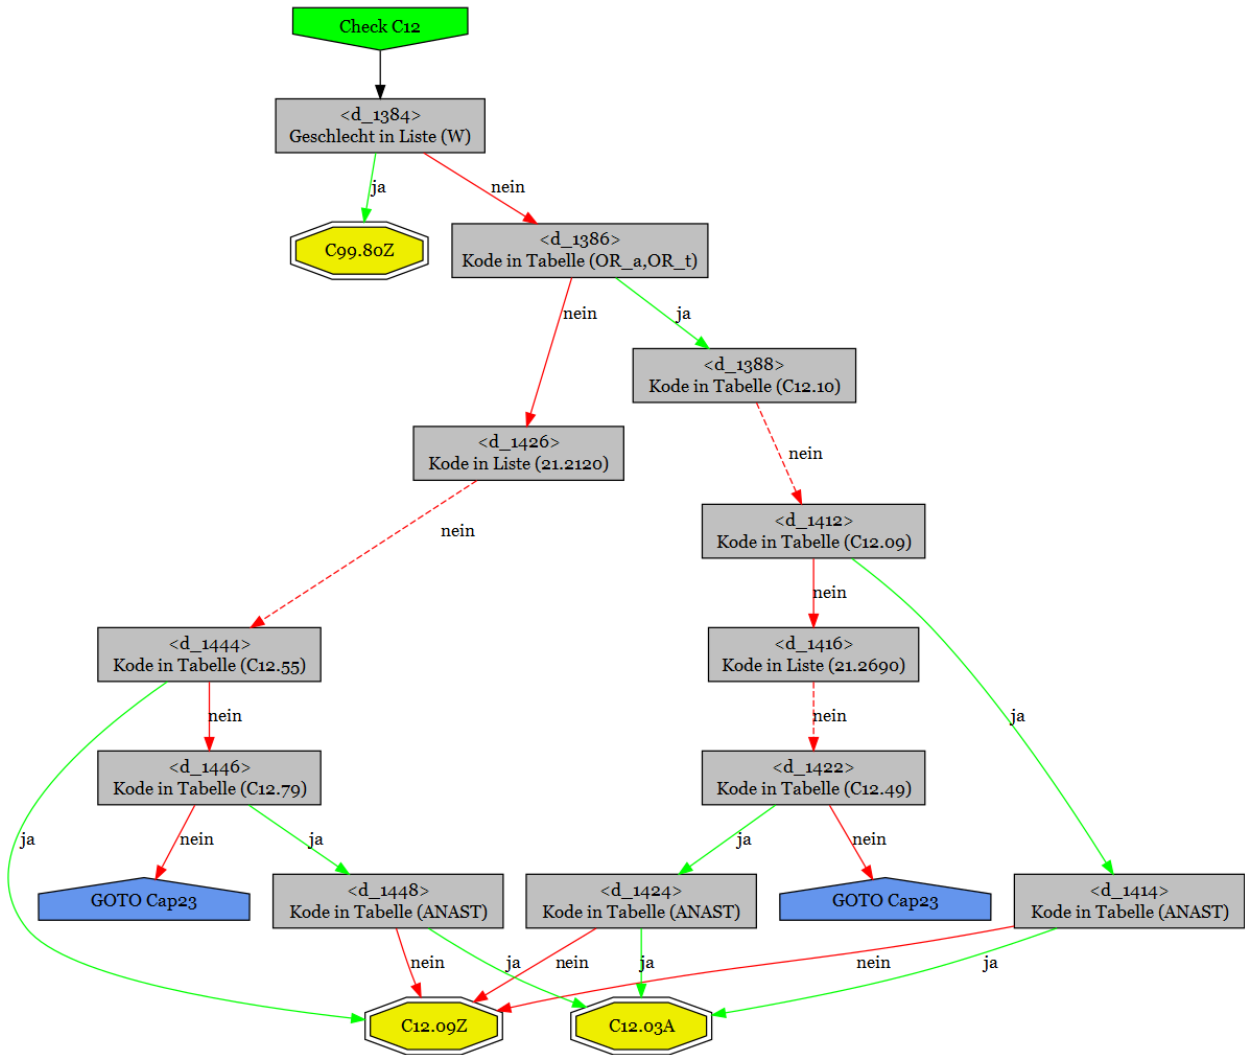 Check C12
<d_1384>
Geschlecht in Liste (W)
ja
nein
C99.80Z
<d_1386>
Kode in Tabelle (OR_a,OR_t)
nein
ja
<d_1388>
Kode in Tabelle (C12.10)
<d_1426>
Kode in Liste (21.2120)
nein
nein
<d_1412>
Kode in Tabelle (C12.09)
nein
<d_1444>
Kode in Tabelle (C12.55)
<d_1416>
Kode in Liste (21.2690)
nein
nein
ja
<d_1446>
Kode in Tabelle (C12.79)
<d_1422>
Kode in Tabelle (C12.49)
ja
nein
ja
ja
nein
GOTO Cap23
<d_1448>
Kode in Tabelle (ANAST)
<d_1424>
Kode in Tabelle (ANAST)
GOTO Cap23
<d_1414>
Kode in Tabelle (ANAST)
nein
ja
nein
ja
nein
ja
C12.09Z
C12.03A